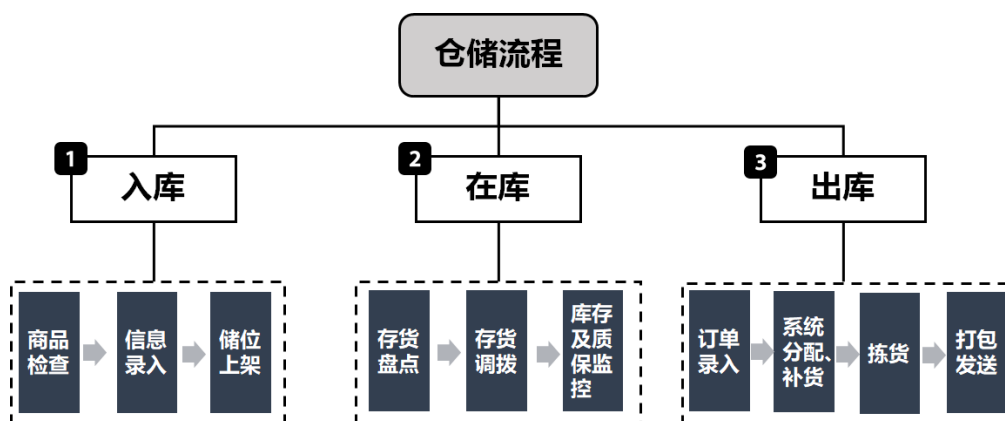 仓储流程
1
入库
2
在库
3
出库
商品
检查
信息
录入
储位
上架
存货
盘点
存货
调拨
库存
及质
保监
控
订单
录入
系统
分配、
补货
拣货
打包
发送